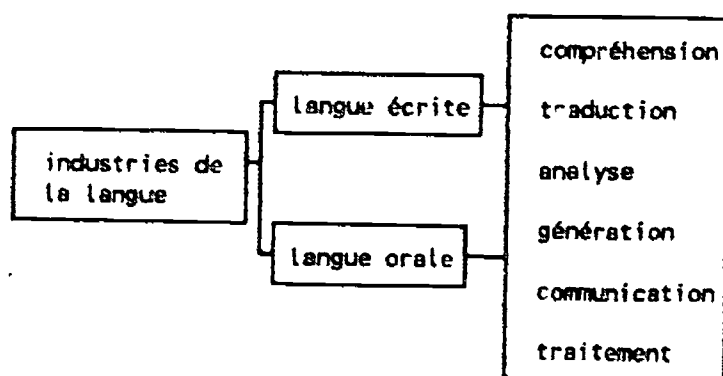 industries de
la langue
langue écrite
langue orale
compréhension
traduction
analyse
génération
communication
traitement